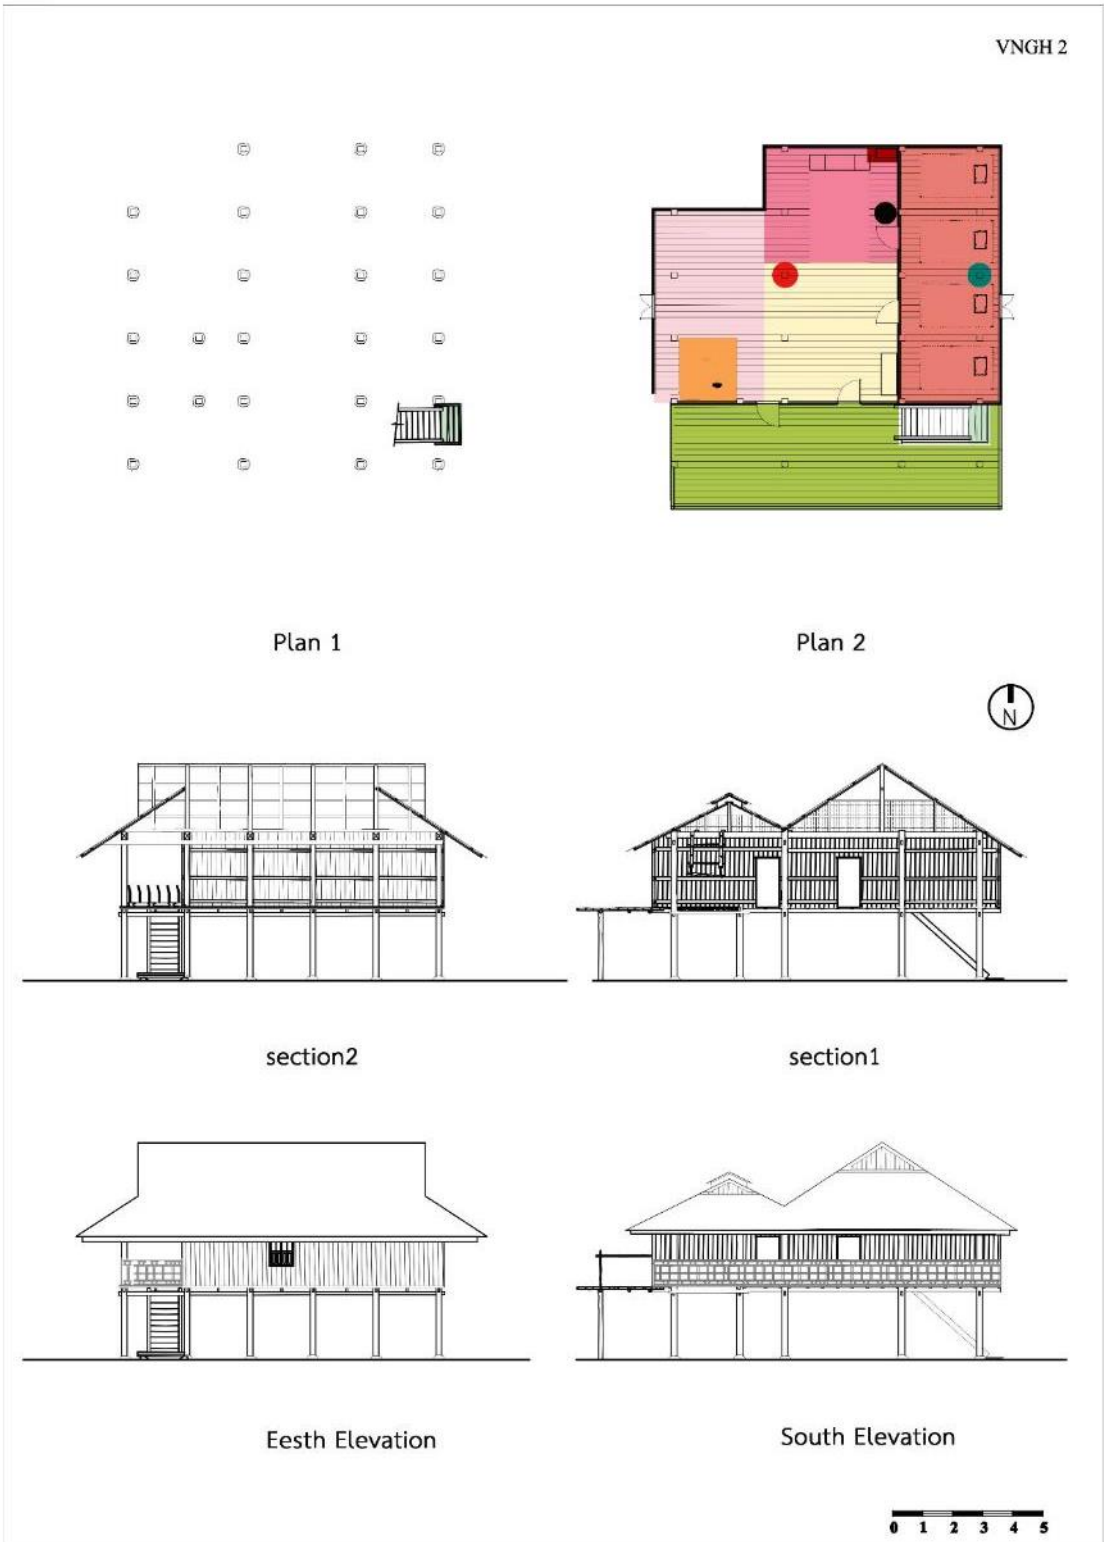 VNGH 2
Plan 1
Plan 2
N
section2
section1
Eesth Elevation
South Elevation
0 1 2 3 4 5